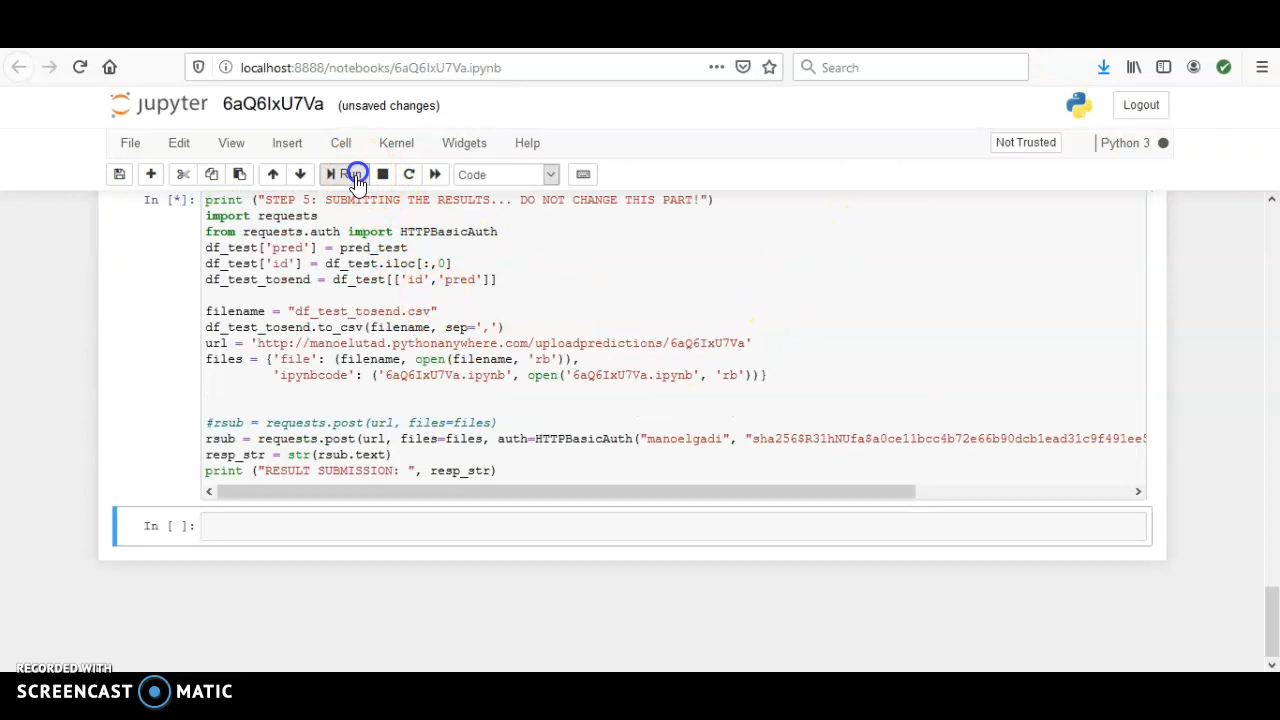 localhost:8888/notebooks/6aQ6IxU7Va.ipynb
Search
jupyter 6aQ6IxU7Va (unsaved changes)
Logout
File Edit View Insert Cell Kernel Widgets Help
Not Trusted
Python 3
Run
Code
In [*]: print ("STEP 5: SUBMITTING THE RESULTS... DO NOT CHANGE THIS PART!")
import requests
from requests.auth import HTTPBasicAuth
df_test['pred'] = pred_test
df_test['id'] = df_test.iloc[:,0]
df_test_tosend = df_test[['id','pred']]
filename = "df_test_tosend.csv"
df_test_tosend.to_csv(filename, sep=',')
url = 'http://manoelutad.pythonanywhere.com/uploadpredictions/6aQ6IxU7Va'
files = {'file': (filename, open(filename, 'rb')),
'ipynbcode': ('6aQ6IxU7Va.ipynb', open('6aQ6IxU7Va.ipynb', 'rb'))}
#rsub = requests.post(url, files=files)
rsub = requests.post(url, files=files, auth=HTTPBasicAuth("manoelgadi", "sha256$R31hNUfa$a0ce11bcc4b72e66b90dcb1ead31c9f491ee5
resp_str = str(rsub.text)
print ("RESULT SUBMISSION: ", resp_str)
In [ ]:
RECORDED WITH
SCREENCAST MATIC